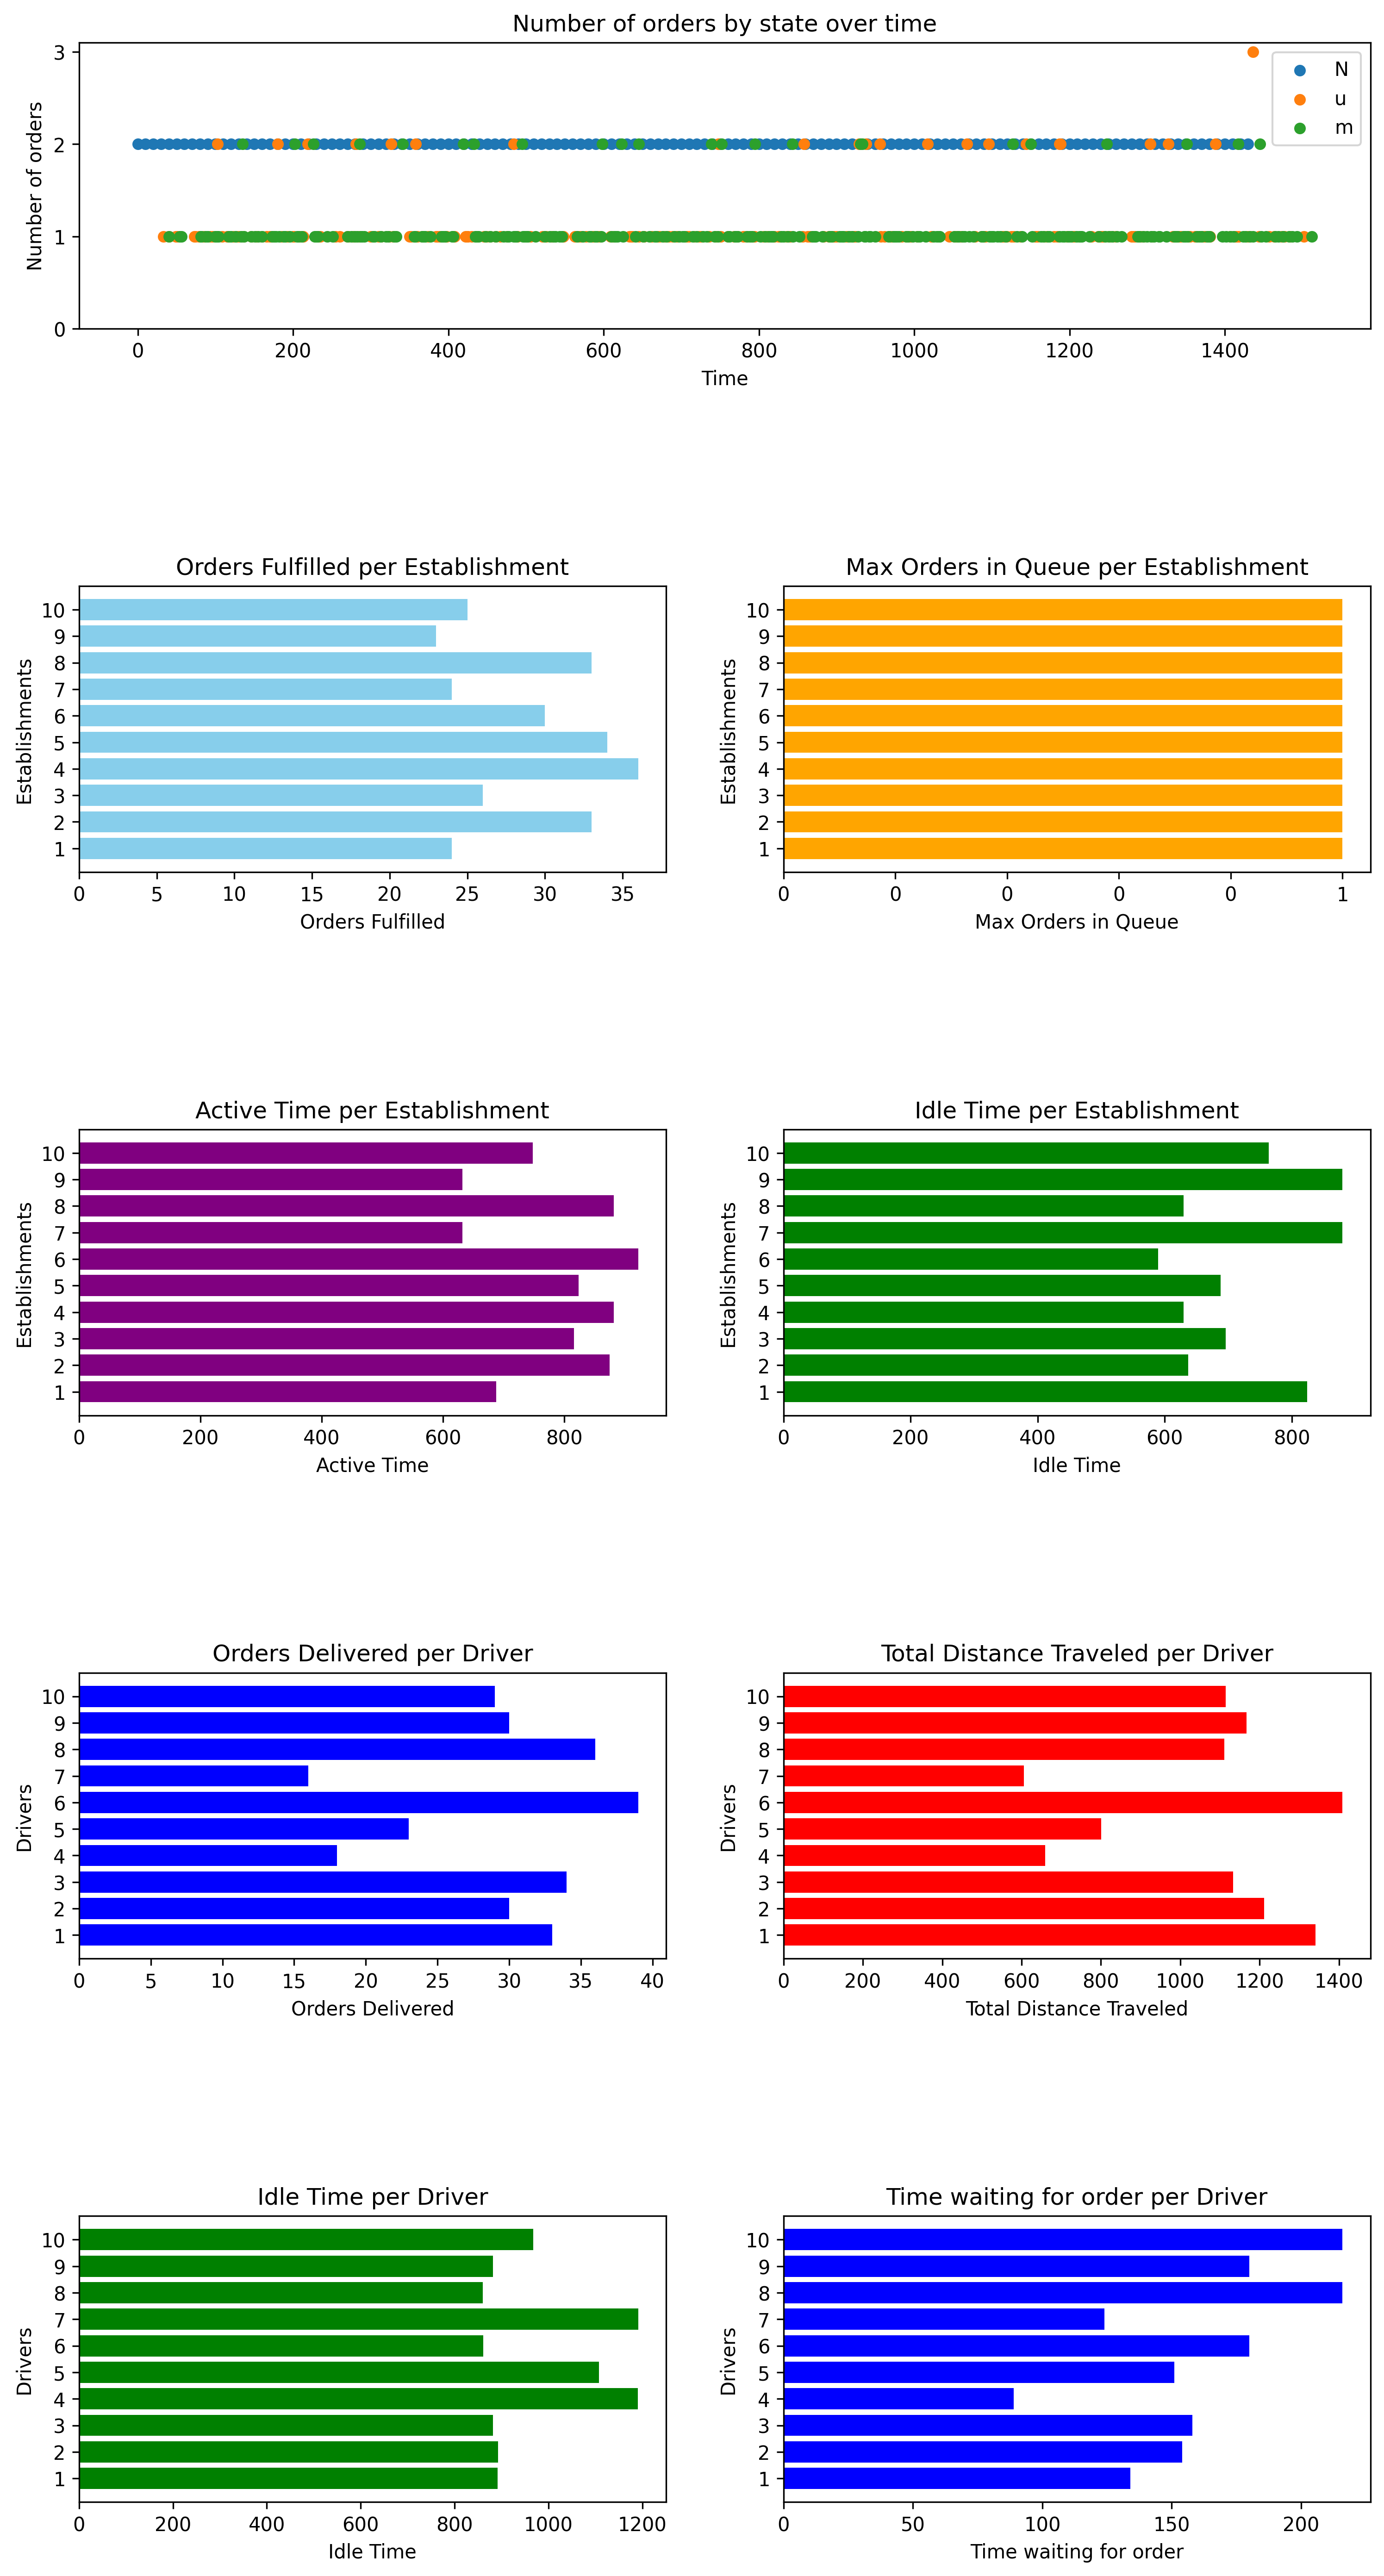 Number of orders by state over time
Number of orders
3
2
1
0
N
u
m
0 200 400 600 800 1000 1200 1400
Time
Orders Fulfilled per Establishment
Establishments
10
9
8
7
6
5
4
3
2
1
0 5 10 15 20 25 30 35
Orders Fulfilled
Max Orders in Queue per Establishment
Establishments
10
9
8
7
6
5
4
3
2
1
0 0 0 0 0 1
Max Orders in Queue
Active Time per Establishment
Establishments
10
9
8
7
6
5
4
3
2
1
0 200 400 600 800
Active Time
Idle Time per Establishment
Establishments
10
9
8
7
6
5
4
3
2
1
0 200 400 600 800
Idle Time
Orders Delivered per Driver
Drivers
10
9
8
7
6
5
4
3
2
1
0 5 10 15 20 25 30 35 40
Orders Delivered
Total Distance Traveled per Driver
Drivers
10
9
8
7
6
5
4
3
2
1
0 200 400 600 800 1000 1200 1400
Total Distance Traveled
Idle Time per Driver
Drivers
10
9
8
7
6
5
4
3
2
1
0 200 400 600 800 1000 1200
Idle Time
Time waiting for order per Driver
Drivers
10
9
8
7
6
5
4
3
2
1
0 50 100 150 200
Time waiting for order